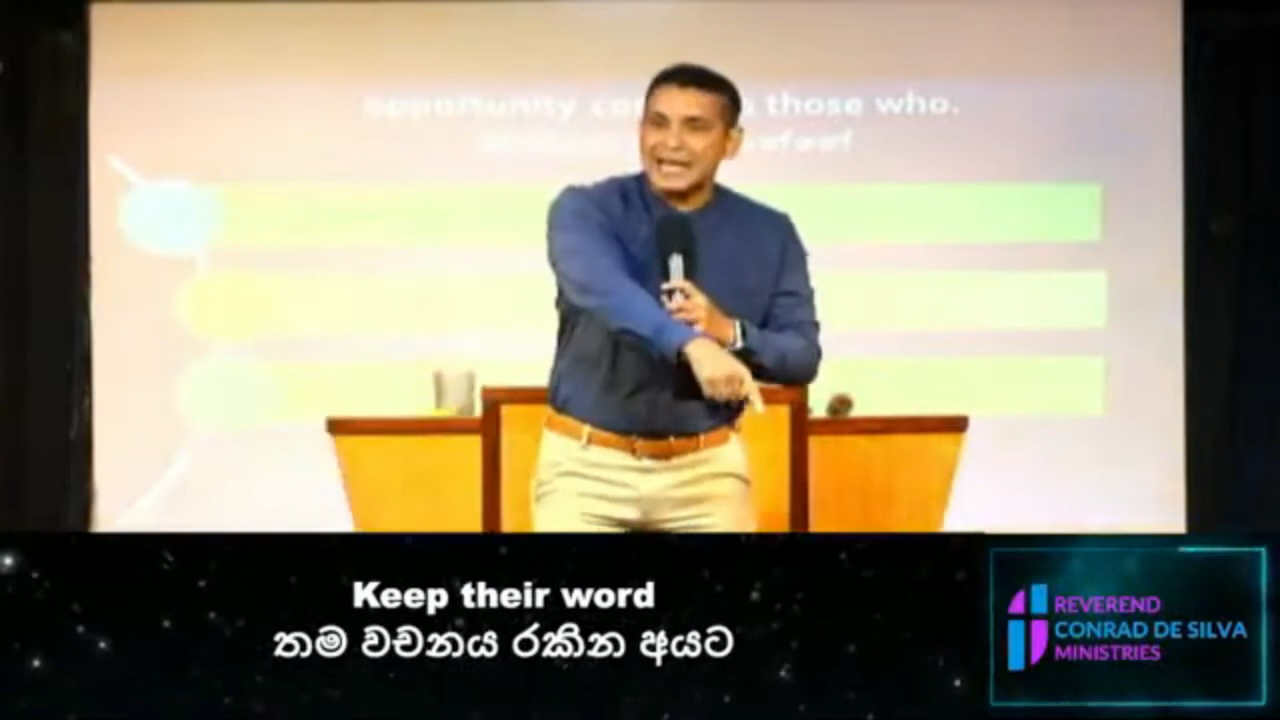 opportunity those who.
Keep their word
තම වචනය රකින අයට
REVEREND
CONRAD DE SILVA
MINISTRIES